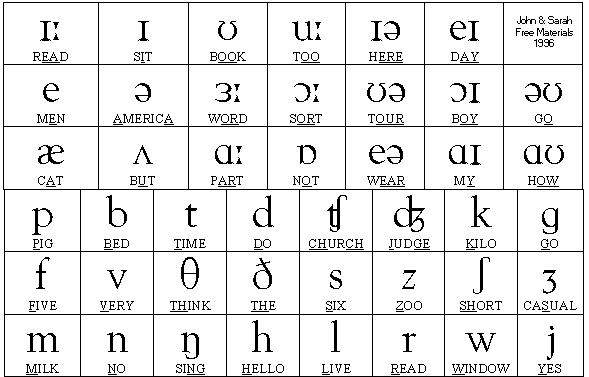 ɪː ɪ ʊ uː ɪə eɪ John & Sarah
READ SIT BOOK TOO HERE DAY Free Materials
1996
e ə ɜː ɔː ʊə ɔɪ əʊ
MEN AMERICA WORD SORT TOUR BOY GO
æ ʌ ɑː ɒ eə ɑɪ ɑʊ
CAT BUT PART NOT WEAR MY HOW
p b t d ʧ ʤ k g
PIG BED TIME DO CHURCH JUDGE KILO GO
f v θ ð s z ʃ ʒ
FIVE VERY THINK THE SIX ZOO SHORT CASUAL
m n ŋ h l r w j
MILK NO SING HELLO LIVE READ WINDOW YES